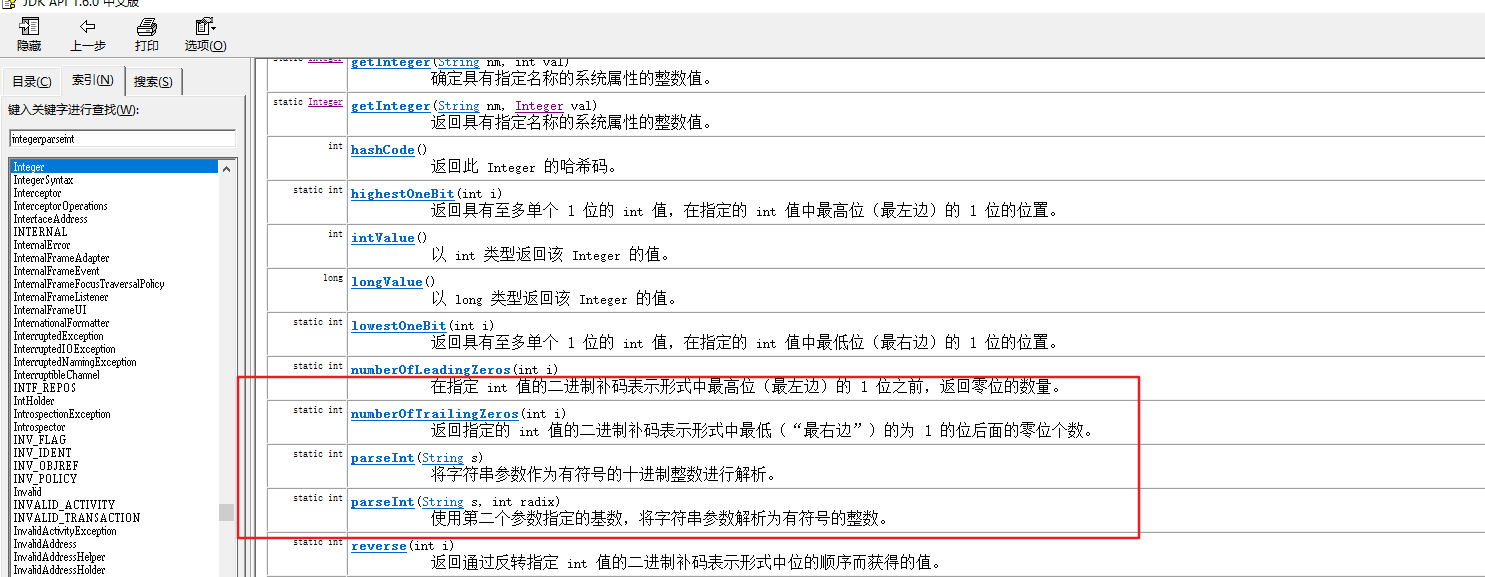 JDK API 1.6.0 中文版
隐藏 上一步 打印 选项(O)
目录(C) 索引(N) 搜索(S)
键入关键字进行查找(W):
integerparseint
Integer
IntegerSyntax
Interceptor
InterceptorOperations
InterfaceAddress
INTERNAL
InternalError
InternalFrameAdapter
InternalFrameEvent
InternalFrameFocusTraversalPolicy
InternalFrameListener
InternalFrameUI
InternationalFormatter
InterruptedException
InterruptedIOException
InterruptedNamingException
InterruptibleChannel
INTF_REPOS
IntHolder
IntrospectionException
Introspector
INV_FLAG
INV_IDENT
INV_OBJREF
INV_POLICY
Invalid
INVALID_ACTIVITY
INVALID_TRANSACTION
InvalidActivityException
InvalidAddress
InvalidAddressHelper
InvalidAddressHolder
static Integer getInteger(String nm, int val)
确定具有指定名称的系统属性的整数值。
static Integer getInteger(String nm, Integer val)
返回具有指定名称的系统属性的整数值。
int hashCode()
返回此 Integer 的哈希码。
static int highestOneBit(int i)
返回具有至多单个 1 位的 int 值，在指定的 int 值中最高位（最左边）的 1 位的位置。
int intValue()
以 int 类型返回该 Integer 的值。
long longValue()
以 long 类型返回该 Integer 的值。
static int lowestOneBit(int i)
返回具有至多单个 1 位的 int 值，在指定的 int 值中最低位（最右边）的 1 位的位置。
static int numberOfLeadingZeros(int i)
在指定 int 值的二进制补码表示形式中最高位（最左边）的 1 位之前，返回零位的数量。
static int numberOfTrailingZeros(int i)
返回指定的 int 值的二进制补码表示形式中最低（“最右边”）的为 1 的位后面的零位个数。
static int parseInt(String s)
将字符串参数作为有符号的十进制整数进行解析。
static int parseInt(String s, int radix)
使用第二个参数指定的基数，将字符串参数解析为有符号的整数。
static int reverse(int i)
返回通过反转指定 int 值的二进制补码表示形式中位的顺序而获得的值。